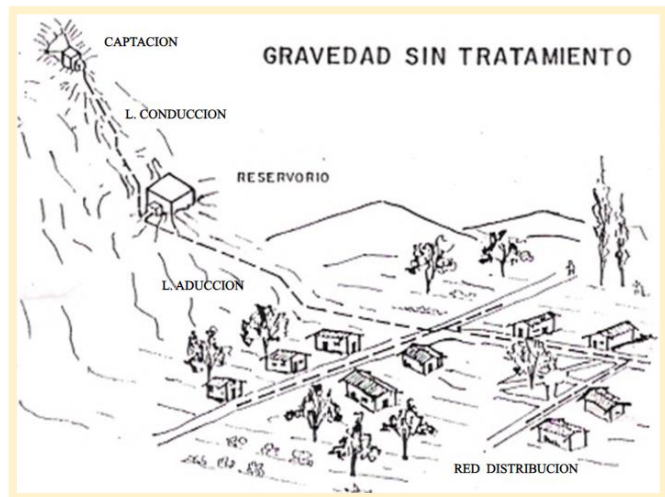 CAPTACION
GRAVEDAD SIN TRATAMIENTO
L. CONDUCCION
RESERVORIO
L. ADUCCION
RED DISTRIBUCION